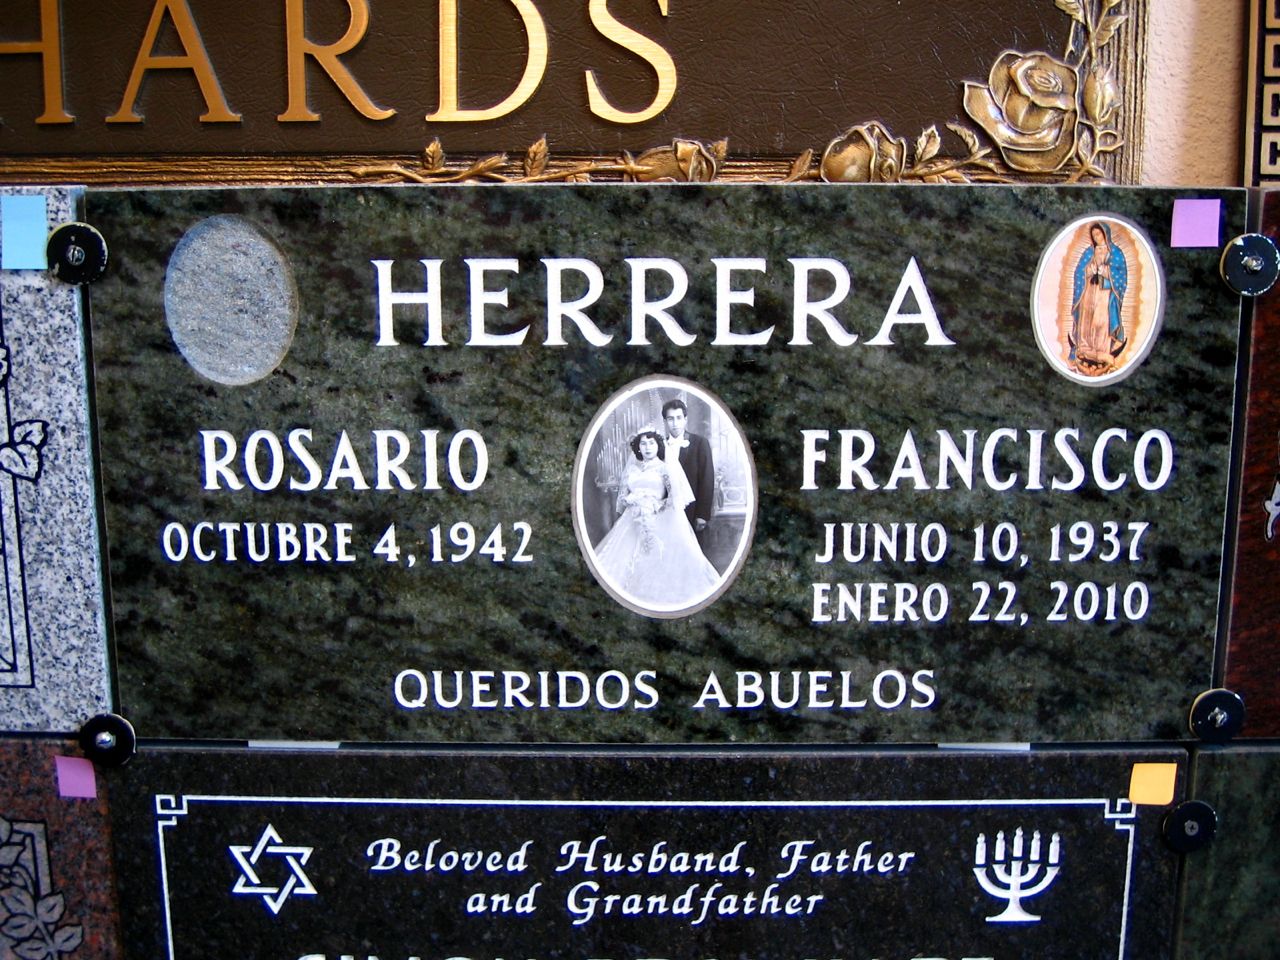 HARDS
HERRERA
ROSARIO
OCTUBRE 4, 1942
FRANCISCO
JUNIO 10, 1937
ENERO 22, 2010
QUERIDOS ABUELOS
Beloved Husband, Father
and Grandfather